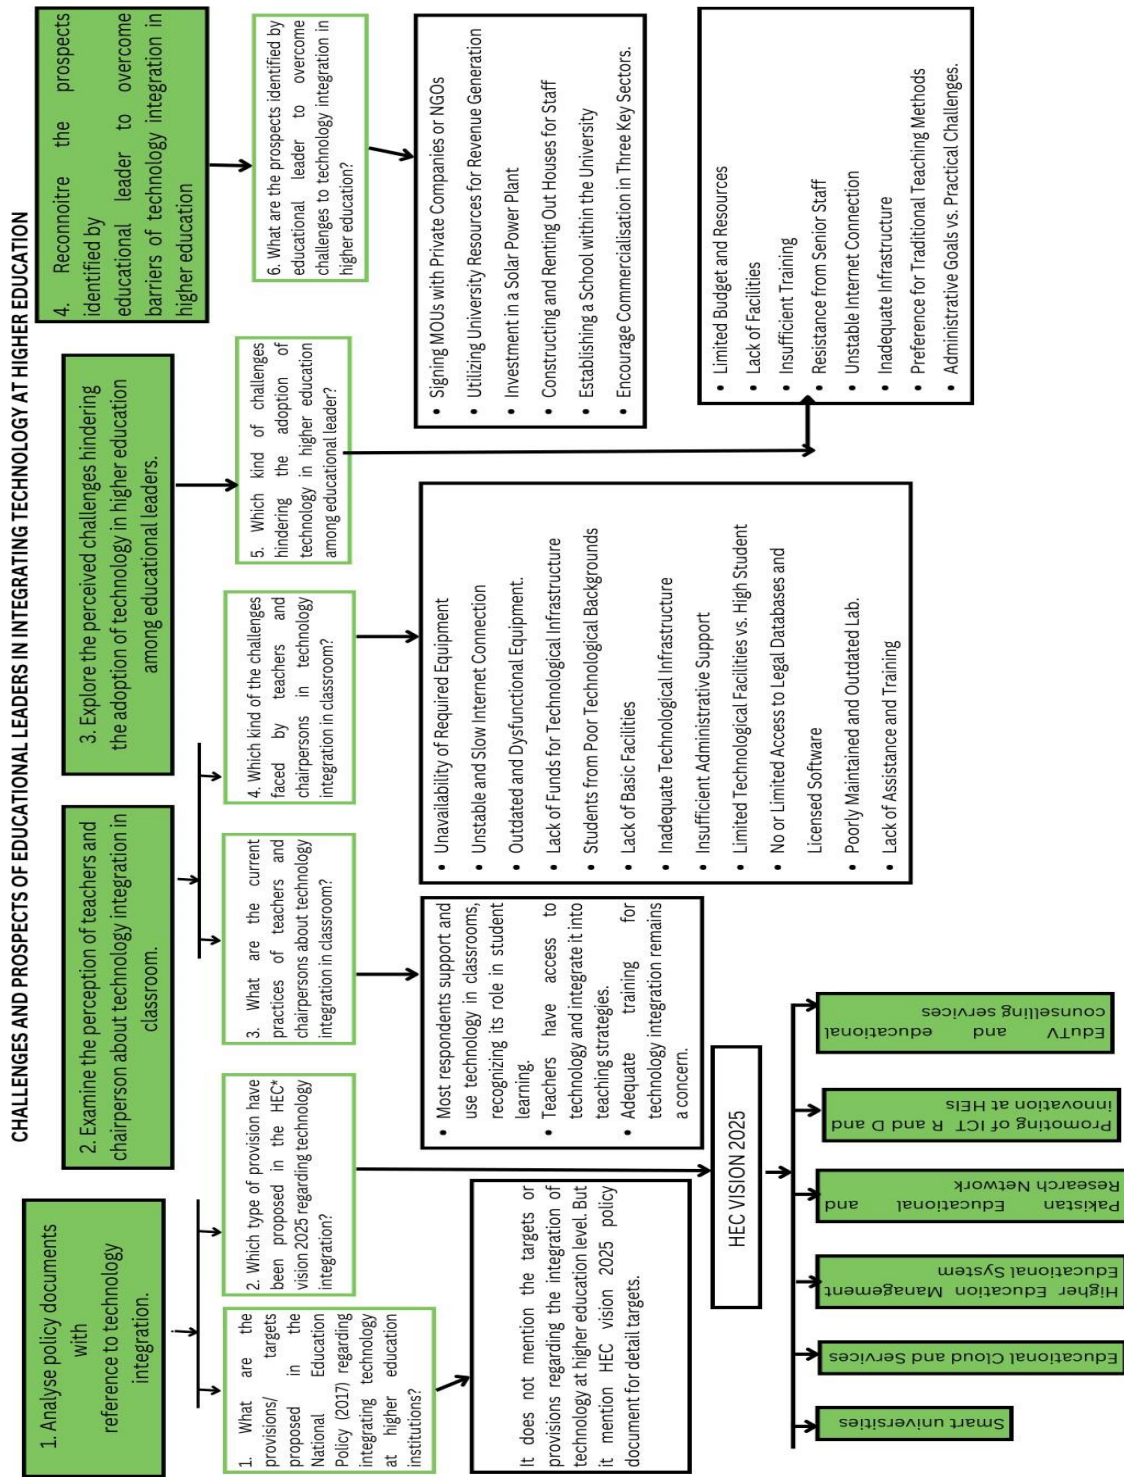 CHALLENGES AND PROSPECTS OF EDUCATIONAL LEADERS IN INTEGRATING TECHNOLOGY AT HIGHER EDUCATION
1. Analyse policy documents
with
reference to technology
integration.
2. Examine the perception of teachers and
chairperson about technology integration in
classroom.
3. Explore the perceived challenges hindering
the adoption of technology in higher education
among educational leaders.
4. Reconnoitre the prospects
identified by
educational leader to overcome
barriers of technology integration in
higher education
1. What are the
provisions/ targets
proposed in the
National Education
Policy (2017) regarding
integrating technology
at higher education
institutions?
2. Which type of provision have
been proposed in the HEC*
vision 2025 regarding technology
integration?
3. What are the current
practices of teachers and
chairpersons about technology
integration in classroom?
4. Which kind of the challenges
faced by teachers and
chairpersons in technology
integration in classroom?
5. Which kind of challenges
hindering the adoption of
technology in higher education
among educational leader?
6. What are the prospects identified by
educational leader to overcome
challenges to technology integration in
higher education?
It does not mention the targets or
provisions regarding the integration of
technology at higher education level. But
it mention HEC vision 2025 policy
document for detail targets.
• Most respondents support and
use technology in classrooms,
recognizing its role in student
learning.
• Teachers have access to
technology and integrate it into
teaching strategies.
• Adequate training for
technology integration remains
a concern.
• Unavailability of Required Equipment
• Unstable and Slow Internet Connection
• Outdated and Dysfunctional Equipment.
• Lack of Funds for Technological Infrastructure
• Students from Poor Technological Backgrounds
• Lack of Basic Facilities
• Inadequate Technological Infrastructure
• Insufficient Administrative Support
• Limited Technological Facilities vs. High Student
• No or Limited Access to Legal Databases and
Licensed Software
• Poorly Maintained and Outdated Lab.
• Lack of Assistance and Training
• Signing MOUs with Private Companies or NGOs
• Utilizing University Resources for Revenue Generation
• Investment in a Solar Power Plant
• Constructing and Renting Out Houses for Staff
• Establishing a School within the University
• Encourage Commercialisation in Three Key Sectors.
• Limited Budget and Resources
• Lack of Facilities
• Insufficient Training
• Resistance from Senior Staff
• Unstable Internet Connection
• Inadequate Infrastructure
• Preference for Traditional Teaching Methods
• Administrative Goals vs. Practical Challenges.
HEC VISION 2025
Smart universities
Educational Cloud and Services
Higher Education Management
Educational System
Pakistan Educational and
Research Network
Promoting of ICT R and D and
innovation at HEIs
EduTV and educational
counselling services